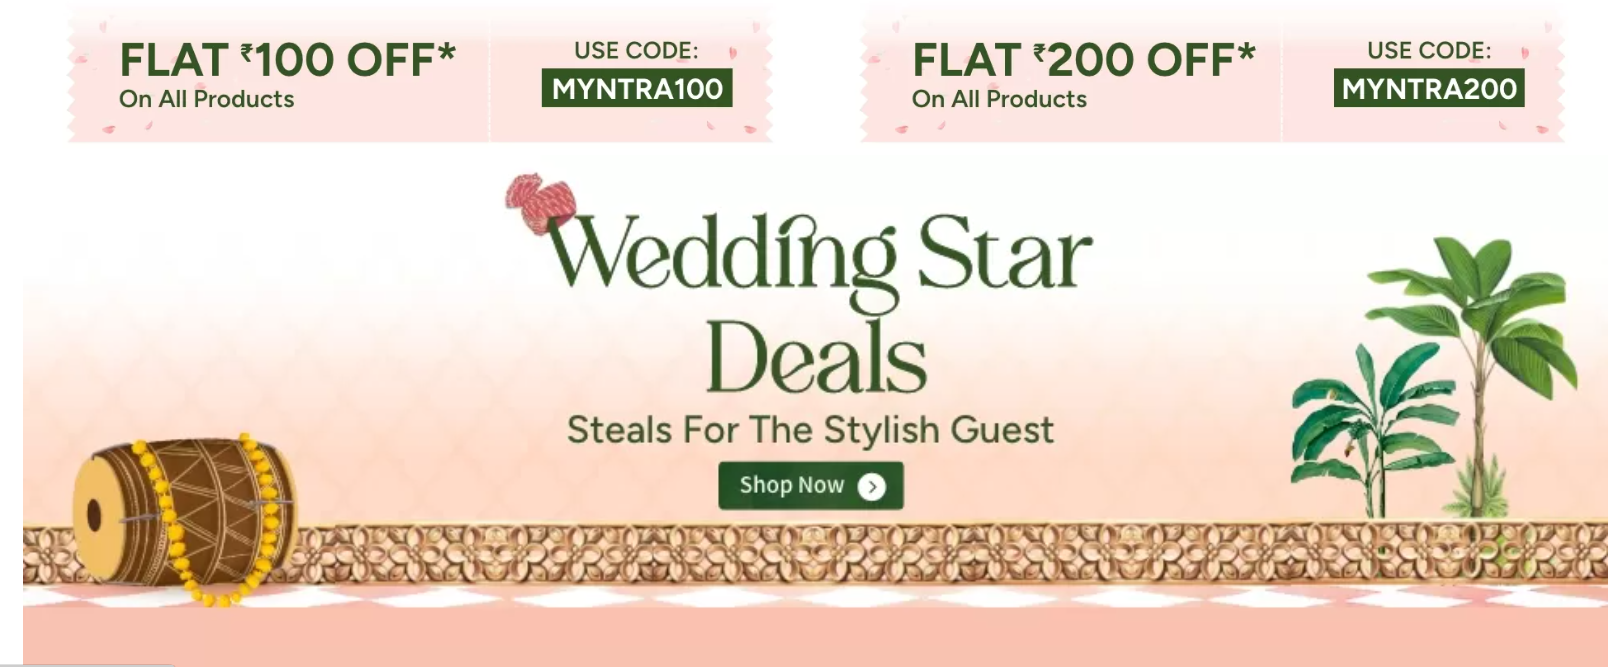 FLAT ₹100 OFF*
On All Products
USE CODE:
MYNTRA100
FLAT ₹200 OFF*
On All Products
USE CODE:
MYNTRA200
Wedding Star
Deals
Steals For The Stylish Guest
Shop Now